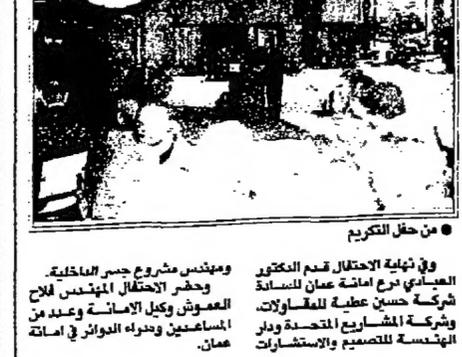 ● من حفل التكريم
وفي نهاية الاحتفال قدم الدكتور
العبادي درع امانة عمان للسادة
شركة حسين عطية للمقاولات،
وشركة المشاريع المتحدة ودار
الهندسة للتصميم والاستشارات
ومهندس مشروع جسر الداخلية.
وحضر الاحتفال المهندس فلاح
العموش وكيل الامانة وعدد من
المساعدين ومدراء الدوائر في امانة
عمان.